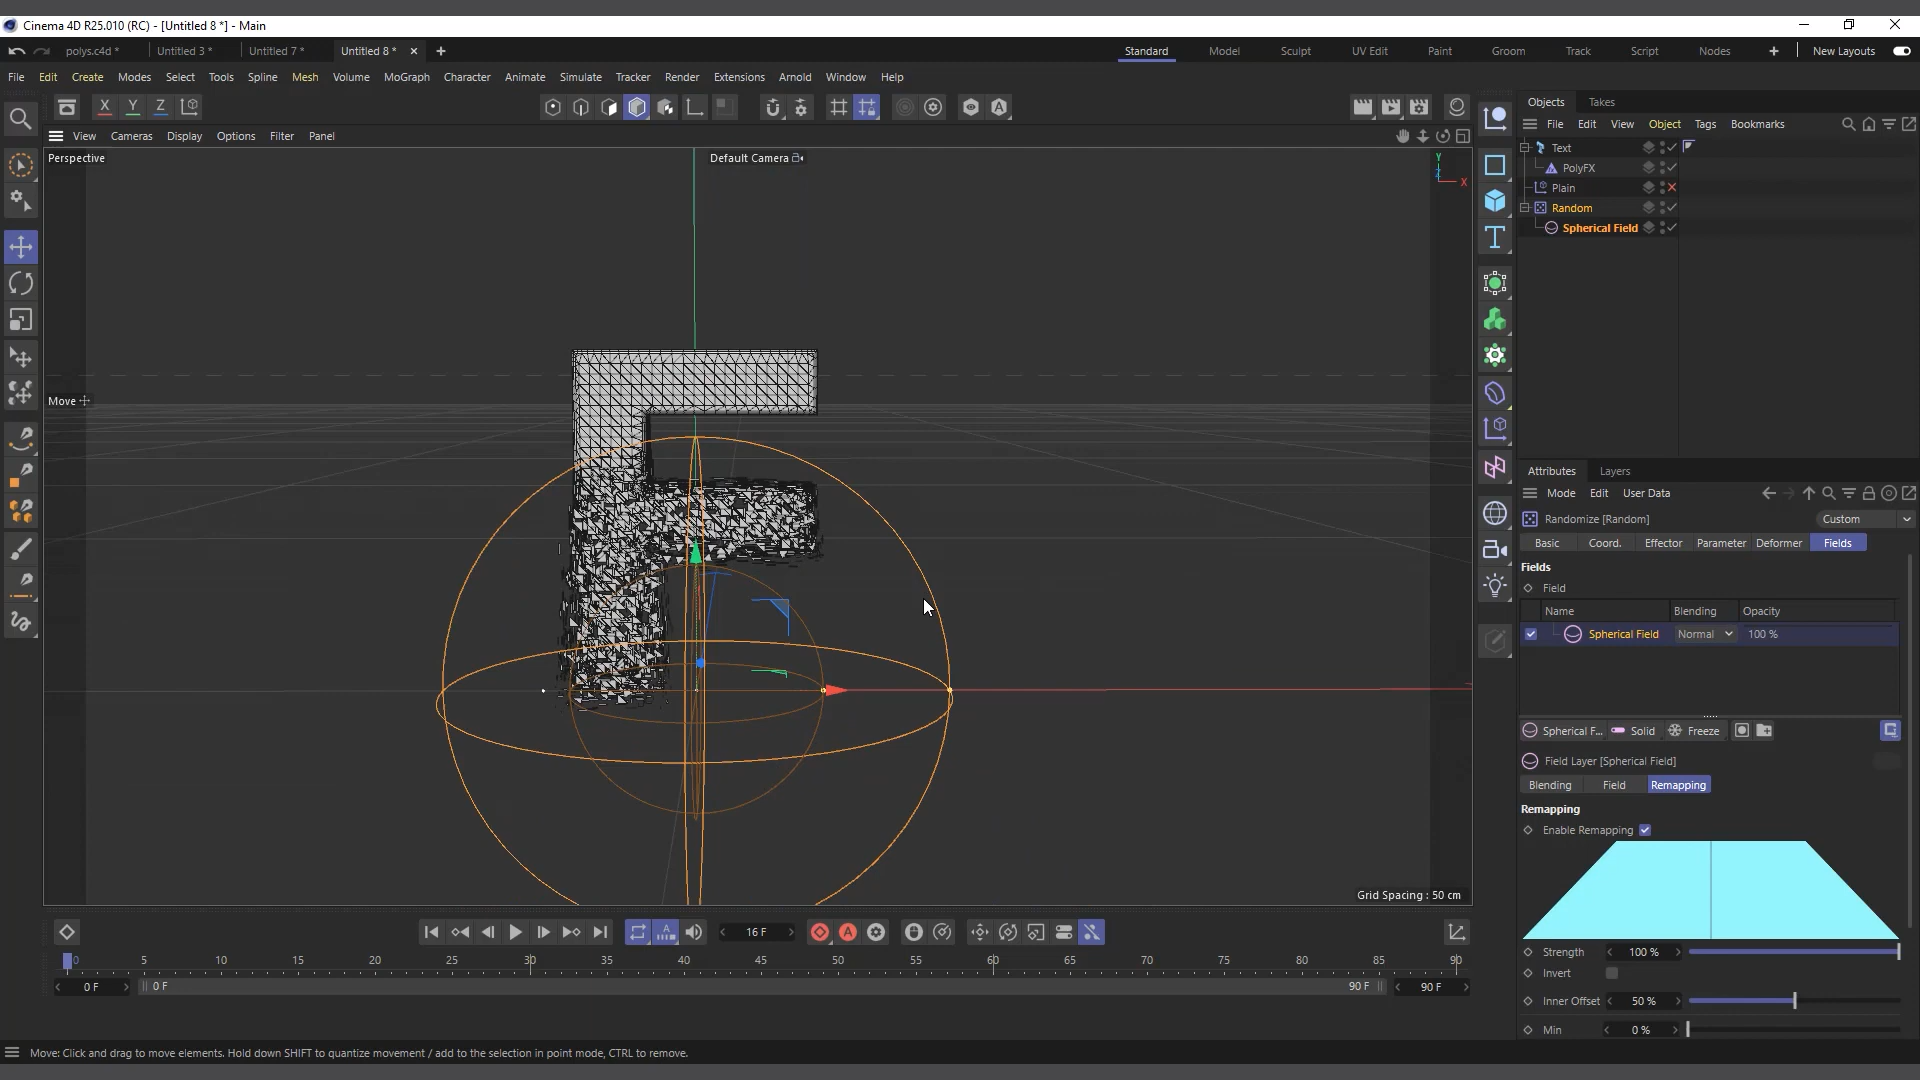 Cinema 4D R25.010 (RC) - [Untitled 8 *] - Main
polys.c4d * Untitled 3 * Untitled 7 * Untitled 8 * Standard Model Sculpt UV Edit Paint Groom Track Script Nodes New Layouts
File Edit Create Modes Select Tools Spline Mesh Volume MoGraph Character Animate Simulate Tracker Render Extensions Arnold Window Help
X Y Z
Objects Takes
View Cameras Display Options Filter Panel
File Edit View Object Tags Bookmarks
Perspective
Default Camera
Y
Z
X
Text
PolyFX
Plain
Random
Spherical Field
Move
Attributes Layers
Mode Edit User Data
Randomize [Random] Custom
Basic Coord. Effector Parameter Deformer Fields
Fields
Field
Name Blending Opacity
Spherical Field Normal 100 %
Spherical F... Solid Freeze
Field Layer [Spherical Field]
Blending Field Remapping
Remapping
Enable Remapping
Grid Spacing : 50 cm
16 F
Strength 100 %
0 5 10 15 20 25 30 35 40 45 50 55 60 65 70 75 80 85 90
Invert
0 F 0 F 90 F 90 F
Inner Offset 50 %
Min 0 %
Move: Click and drag to move elements. Hold down SHIFT to quantize movement / add to the selection in point mode, CTRL to remove.